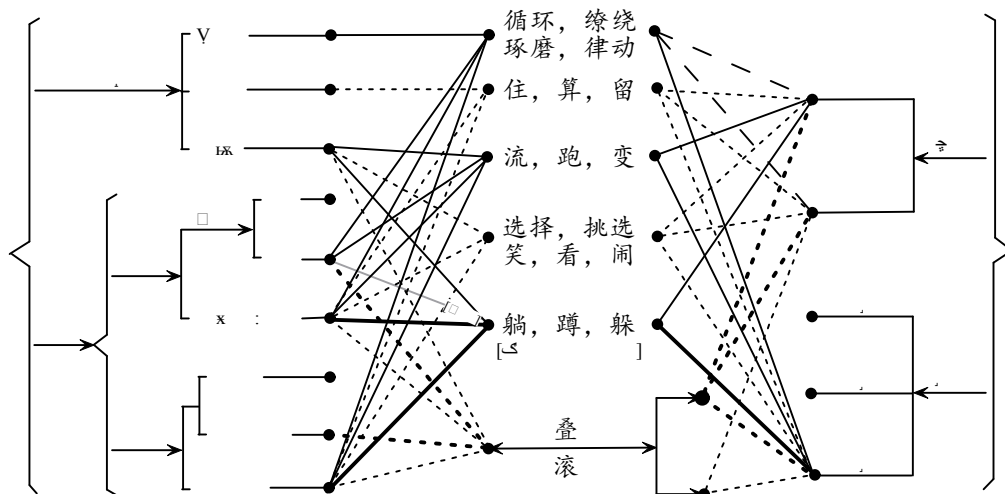 循环，缭绕
琢磨，律动
住，算，留
流，跑，变
选择，挑选
笑，看，闹
躺，蹲，躲
叠
滚